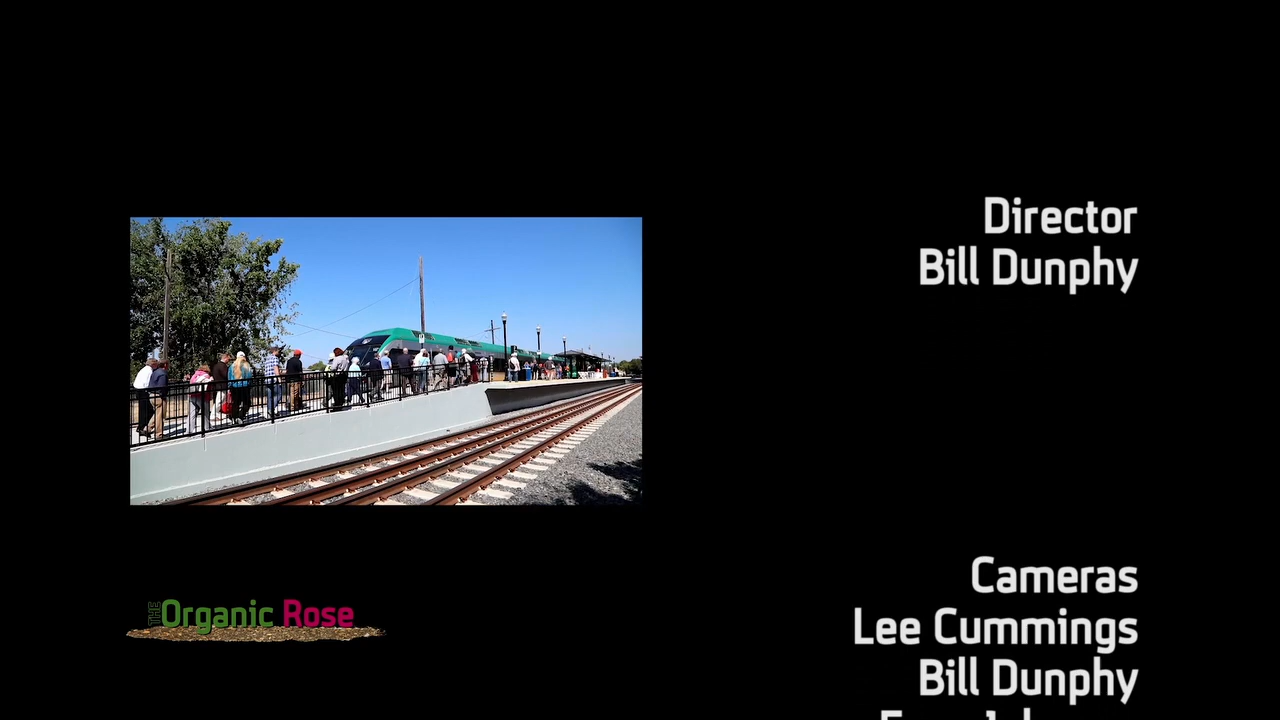 Director
Bill Dunphy
Cameras
Lee Cummings
Bill Dunphy
THE Organic Rose